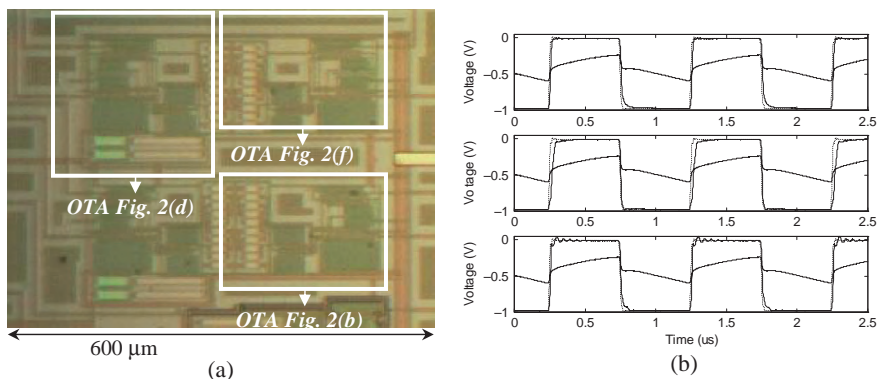 OTA Fig. 2(f)
OTA Fig. 2(d)
OTA Fig. 2(b)
600 μm
(a)
0
−0.5
−1
Voltage (V)
0 0.5 1 1.5 2 2.5
0
−0.5
−1
Voltage (V)
0 0.5 1 1.5 2 2.5
0
−0.5
−1
Voltage (V)
0 0.5 1 1.5 2 2.5
Time (us)
(b)